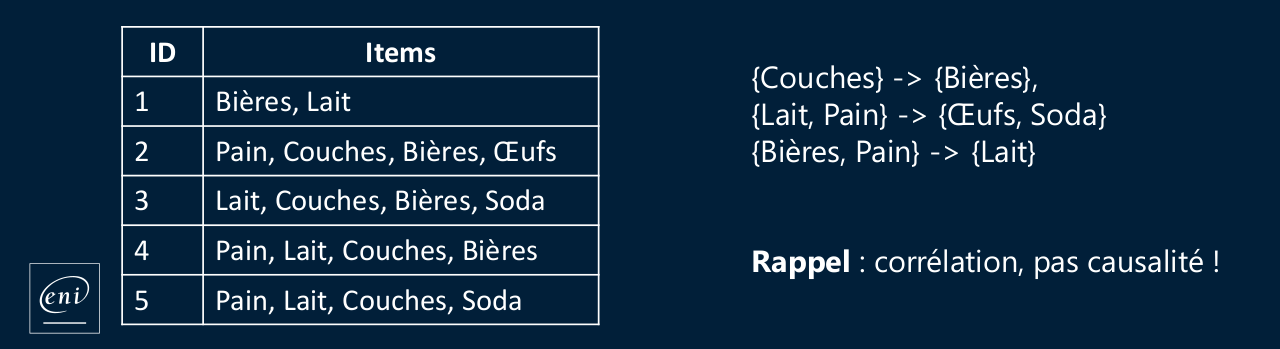 ID Items
1 Bières, Lait
2 Pain, Couches, Bières, Œufs
3 Lait, Couches, Bières, Soda
4 Pain, Lait, Couches, Bières
5 Pain, Lait, Couches, Soda
{Couches} -> {Bières},
{Lait, Pain} -> {Œufs, Soda}
{Bières, Pain} -> {Lait}
Rappel : corrélation, pas causalité !
eni